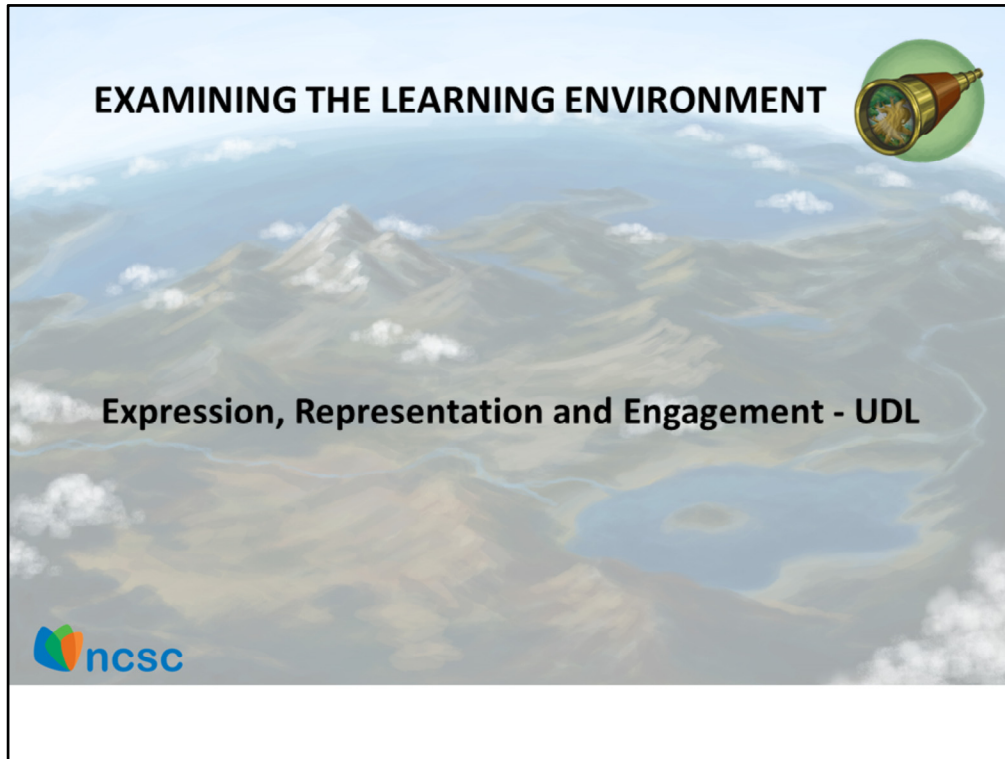 EXAMINING THE LEARNING ENVIRONMENT
Expression, Representation and Engagement - UDL
ncsc